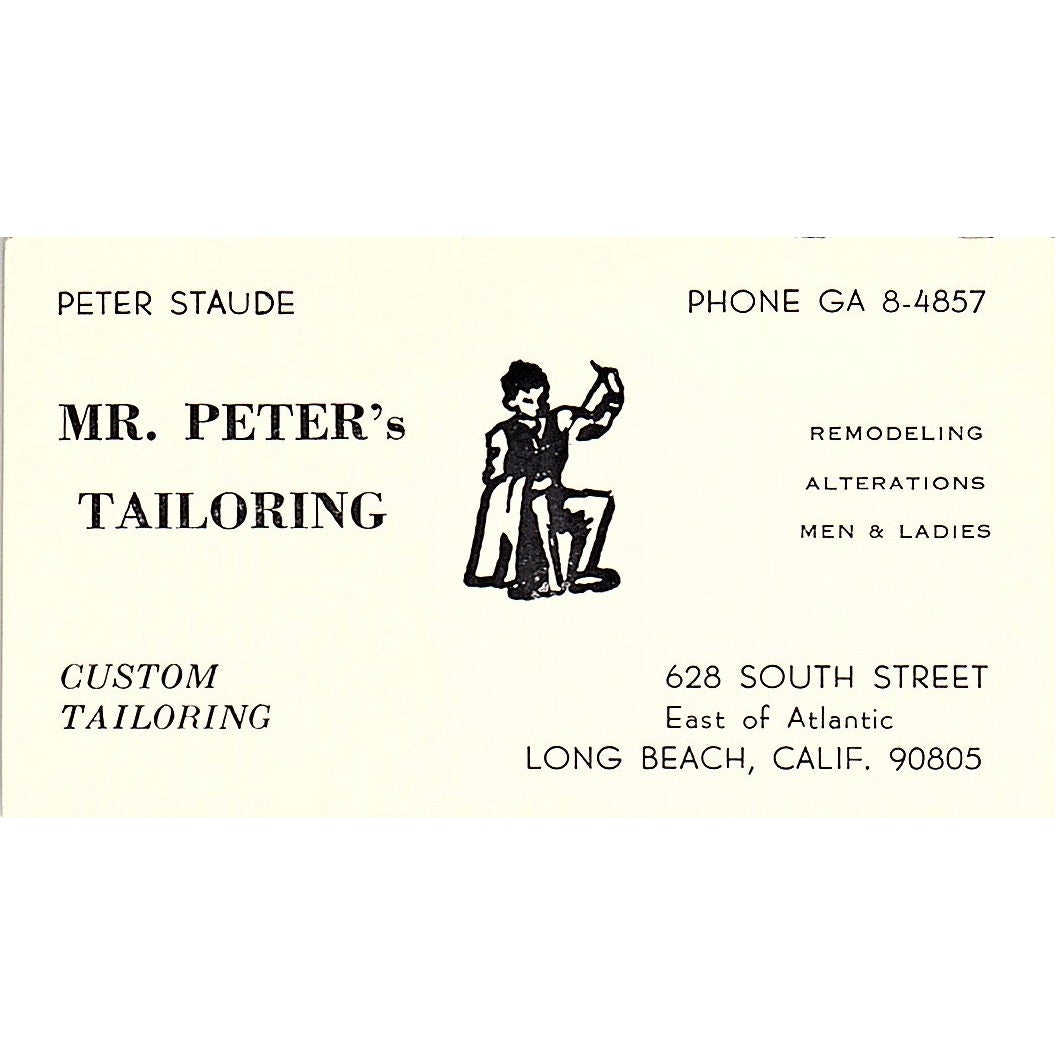 PETER STAUDE
PHONE GA 8-4857
MR. PETER's
TAILORING
REMODELING
ALTERATIONS
MEN & LADIES
CUSTOM
TAILORING
628 SOUTH STREET
East of Atlantic
LONG BEACH, CALIF. 90805